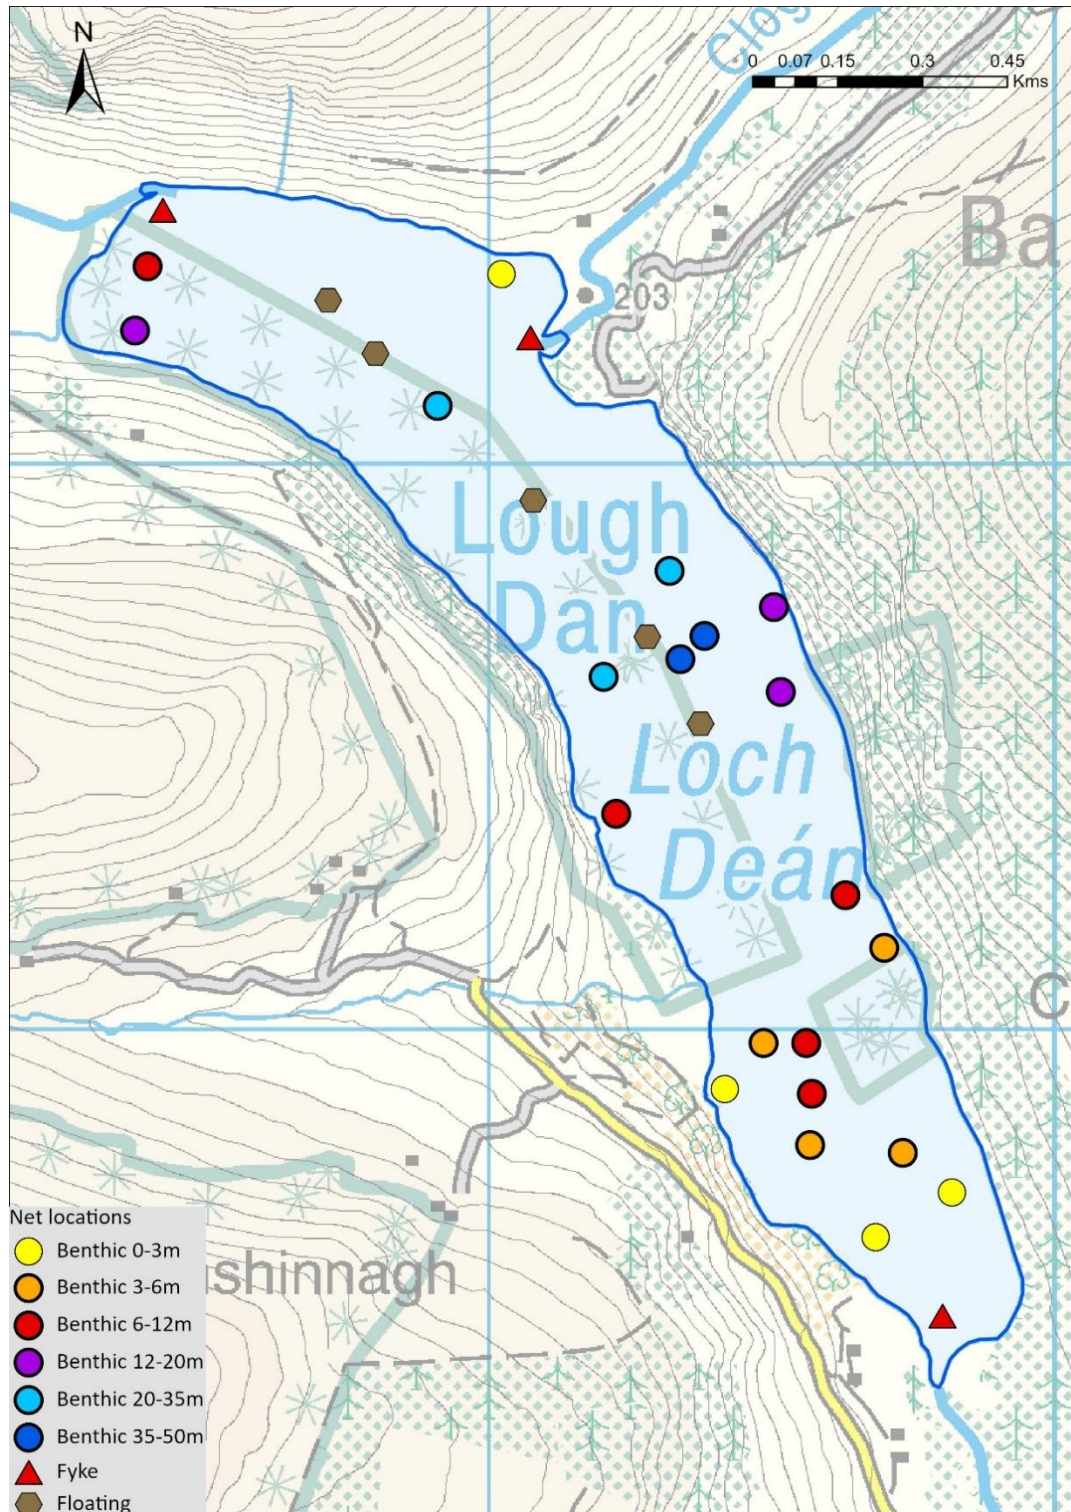 N
Clog
0 0.07 0.15 0.3 0.45
Kms
Ba
203
Lough
Dan
Loch
Deán
C
Net locations
Benthic 0-3m
ishinnagh
Benthic 3-6m
Benthic 6-12m
Benthic 12-20m
Benthic 20-35m
Benthic 35-50m
Fyke
Floating